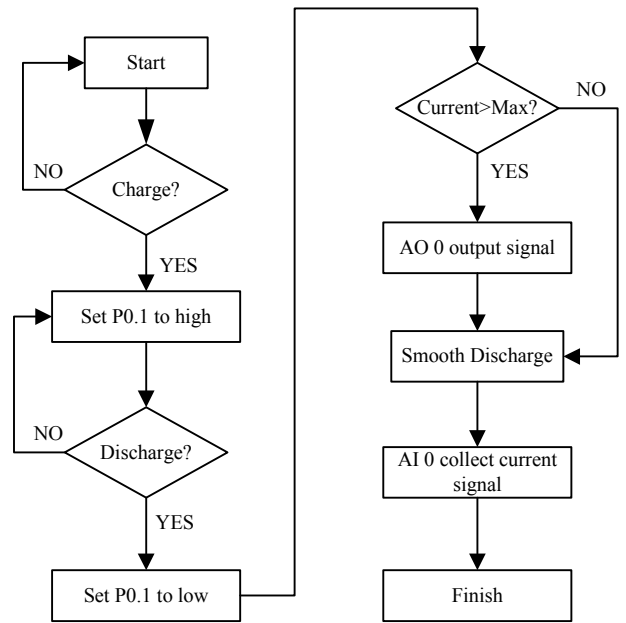 Start
NO
Charge?
YES
Set P0.1 to high
NO
Discharge?
YES
Set P0.1 to low
Current>Max?
NO
YES
AO 0 output signal
Smooth Discharge
AI 0 collect current
signal
Finish